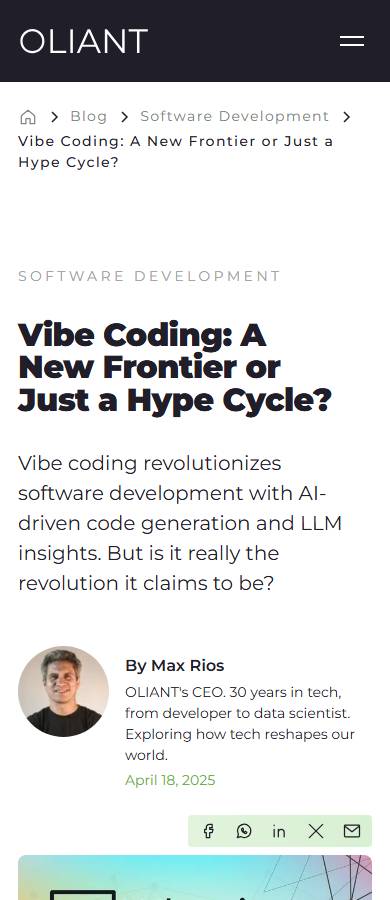 OLIANT
Blog
Software Development
Vibe Coding: A New Frontier or Just a
Hype Cycle?
SOFTWARE DEVELOPMENT
Vibe Coding: A
New Frontier or
Just a Hype Cycle?
Vibe coding revolutionizes
software development with AI-
driven code generation and LLM
insights. But is it really the
revolution it claims to be?
By Max Rios
OLIANT's CEO. 30 years in tech,
from developer to data scientist.
Exploring how tech reshapes our
world.
April 18, 2025